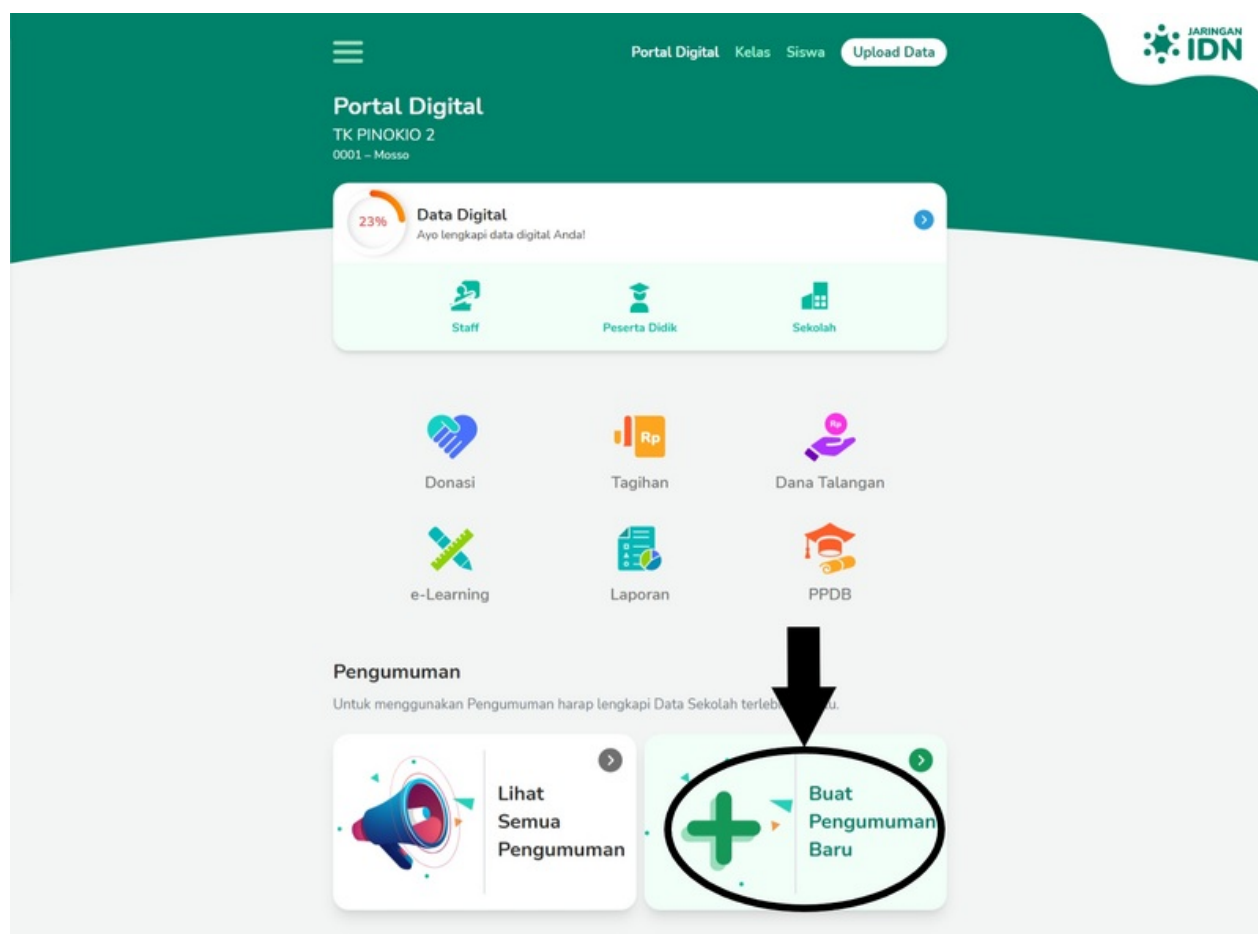 Portal Digital Kelas Siswa Upload Data
JARINGAN
IDN
Portal Digital
TK PINOKIO 2
0001 – Mosso
23%
Data Digital
Ayo lengkapi data digital Anda!
Staff Peserta Didik Sekolah
Rp
Rp
Donasi Tagihan Dana Talangan
e-Learning Laporan PPDB
Pengumuman
Untuk menggunakan Pengumuman harap lengkapi Data Sekolah
Lihat
Semua
Pengumuman
Buat
Pengumuman
Baru